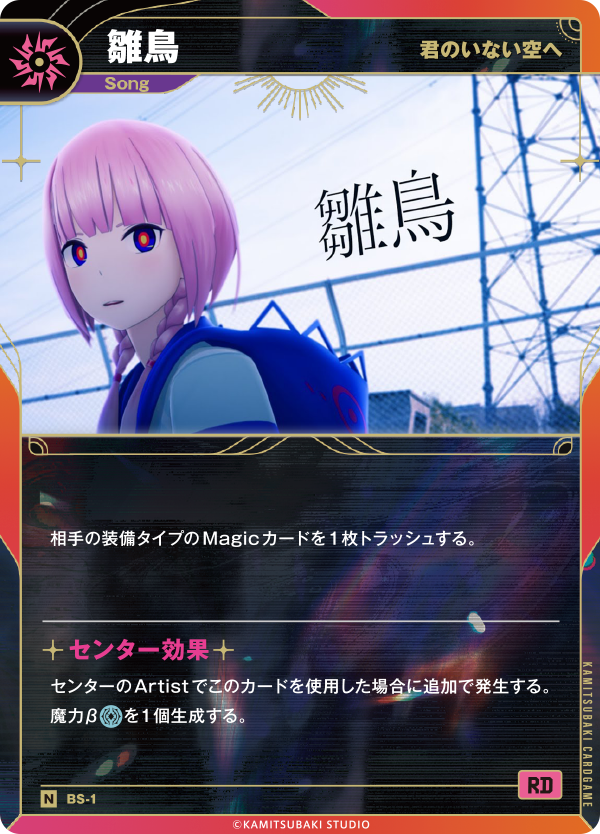 雛鳥
君のいない空へ
Song
雛鳥
相手の装備タイプのMagicカードを1枚トラッシュする。
センター効果
センターのArtistでこのカードを使用した場合に追加で発生する。
魔力βを1個生成する。
KAMITSUBAKI CARDGAME
RD
N BS-1
©KAMITSUBAKI STUDIO